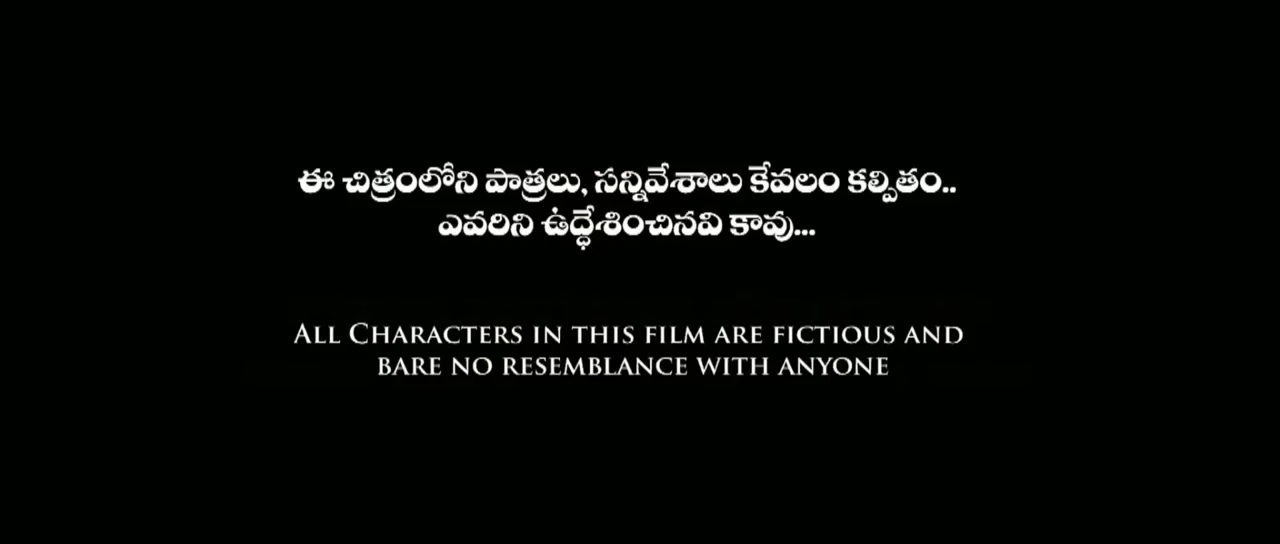 ఈ చిత్రంలోని పాత్రలు, సన్నివేశాలు కేవలం కల్పితం..
ఎవరిని ఉద్ధేశించినవి కావు...
ALL CHARACTERS IN THIS FILM ARE FICTIOUS AND
BARE NO RESEMBLANCE WITH ANYONE